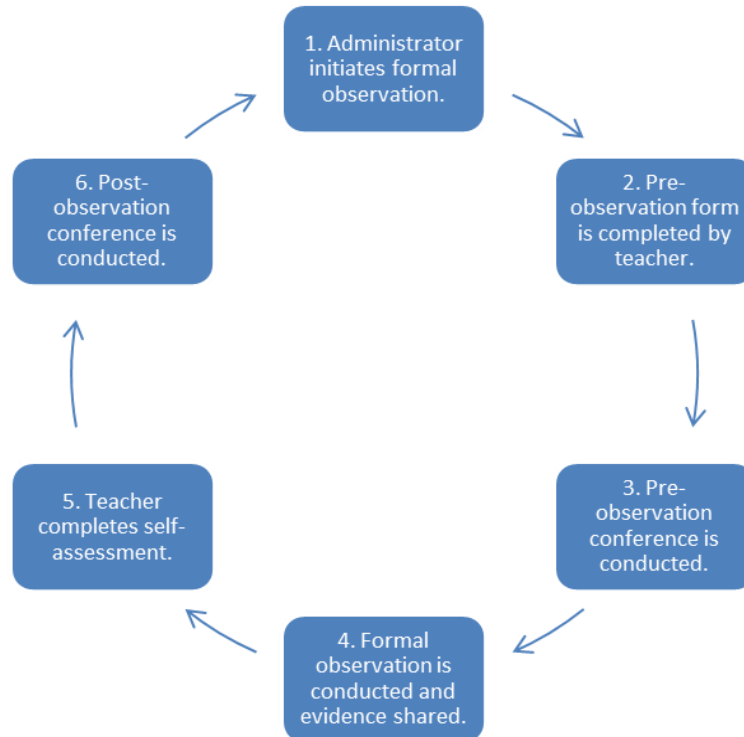 1. Administrator
initiates formal
observation.
2. Pre-
observation form
is completed by
teacher.
3. Pre-
observation
conference is
conducted.
4. Formal
observation is
conducted and
evidence shared.
5. Teacher
completes self-
assessment.
6. Post-
observation
conference is
conducted.